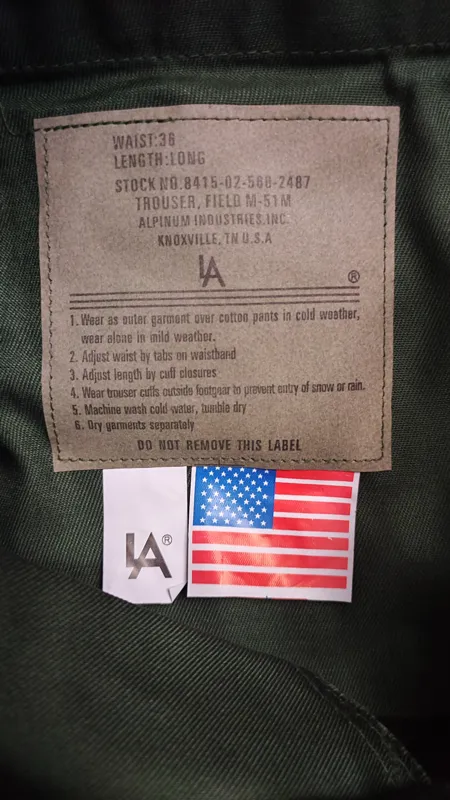 WAIST:36
LENGTH:LONG
STOCK NO.8415-02-568-2487
TROUSER, FIELD M-51M
ALPINUM INDUSTRIES.INC.
KNOXVILLE, TN U.S.A
LA
®
1. Wear as outer garment over cotton pants in cold weather,
wear alone in mild weather.
2. Adjust waist by tabs on waistband
3. Adjust length by cuff closures
4. Wear trouser cuffs outside footgear to prevent entry of snow or rain.
5. Machine wash cold water, tumble dry
6. Dry garments separately
DO NOT REMOVE THIS LABEL
LA®